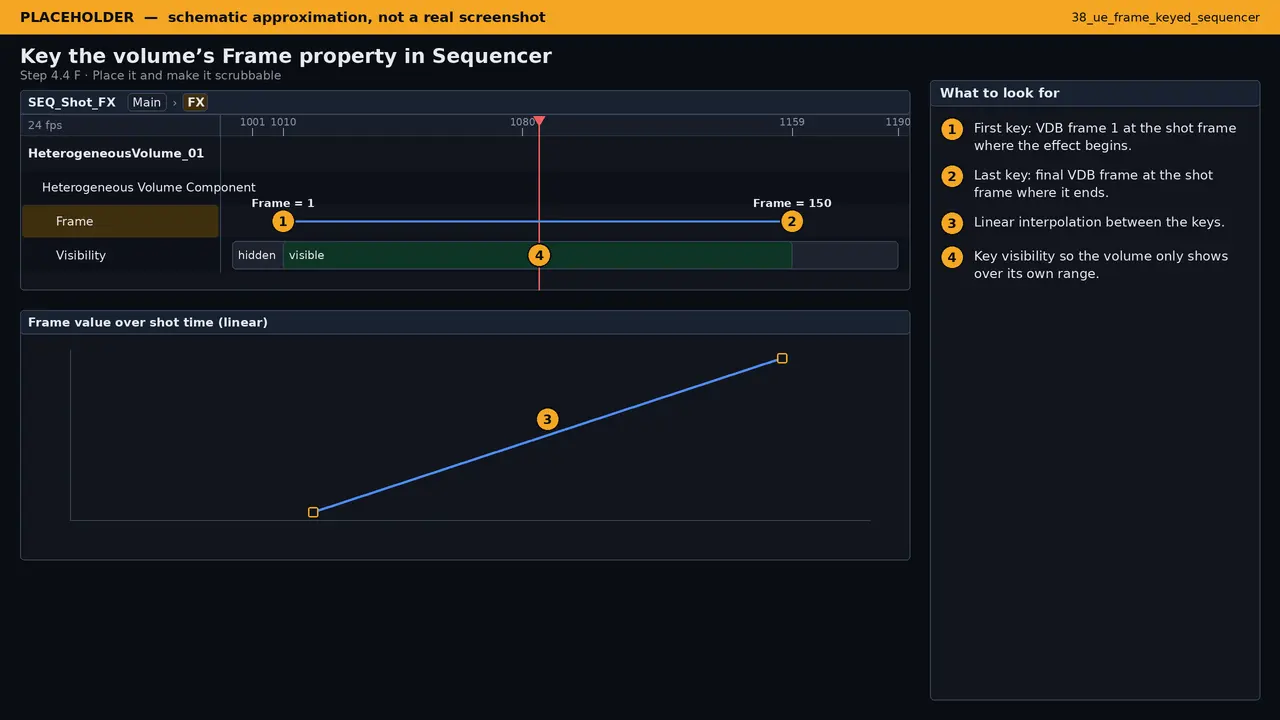 PLACEHOLDER — schematic approximation, not a real screenshot
38_ue_frame_keyed_sequencer
Key the volume’s Frame property in Sequencer
Step 4.4 F · Place it and make it scrubbable
SEQ_Shot_FX Main › FX
24 fps
1001 1010 1080 1159 1190
HeterogeneousVolume_01
Heterogeneous Volume Component
Frame = 1 Frame = 150
Frame 1 2
Visibility hidden visible 4
Frame value over shot time (linear)
3
What to look for
1 First key: VDB frame 1 at the shot frame
where the effect begins.
2 Last key: final VDB frame at the shot
frame where it ends.
3 Linear interpolation between the keys.
4 Key visibility so the volume only shows
over its own range.